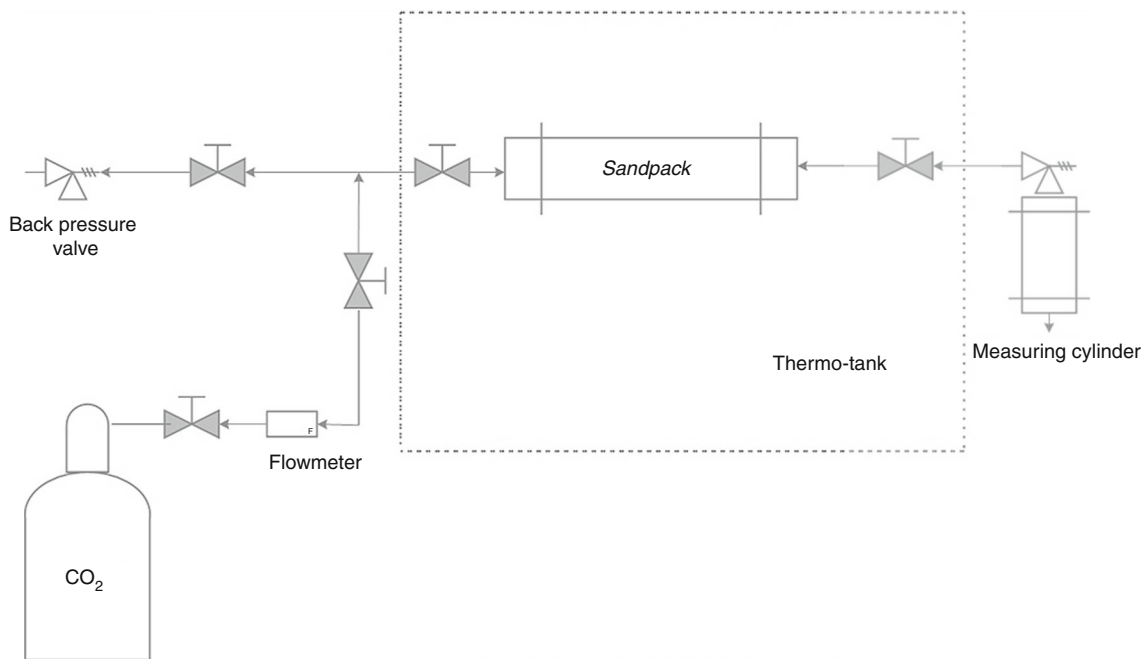 Sandpack
Back pressure
valve
Measuring cylinder
Thermo-tank
F
Flowmeter
CO₂